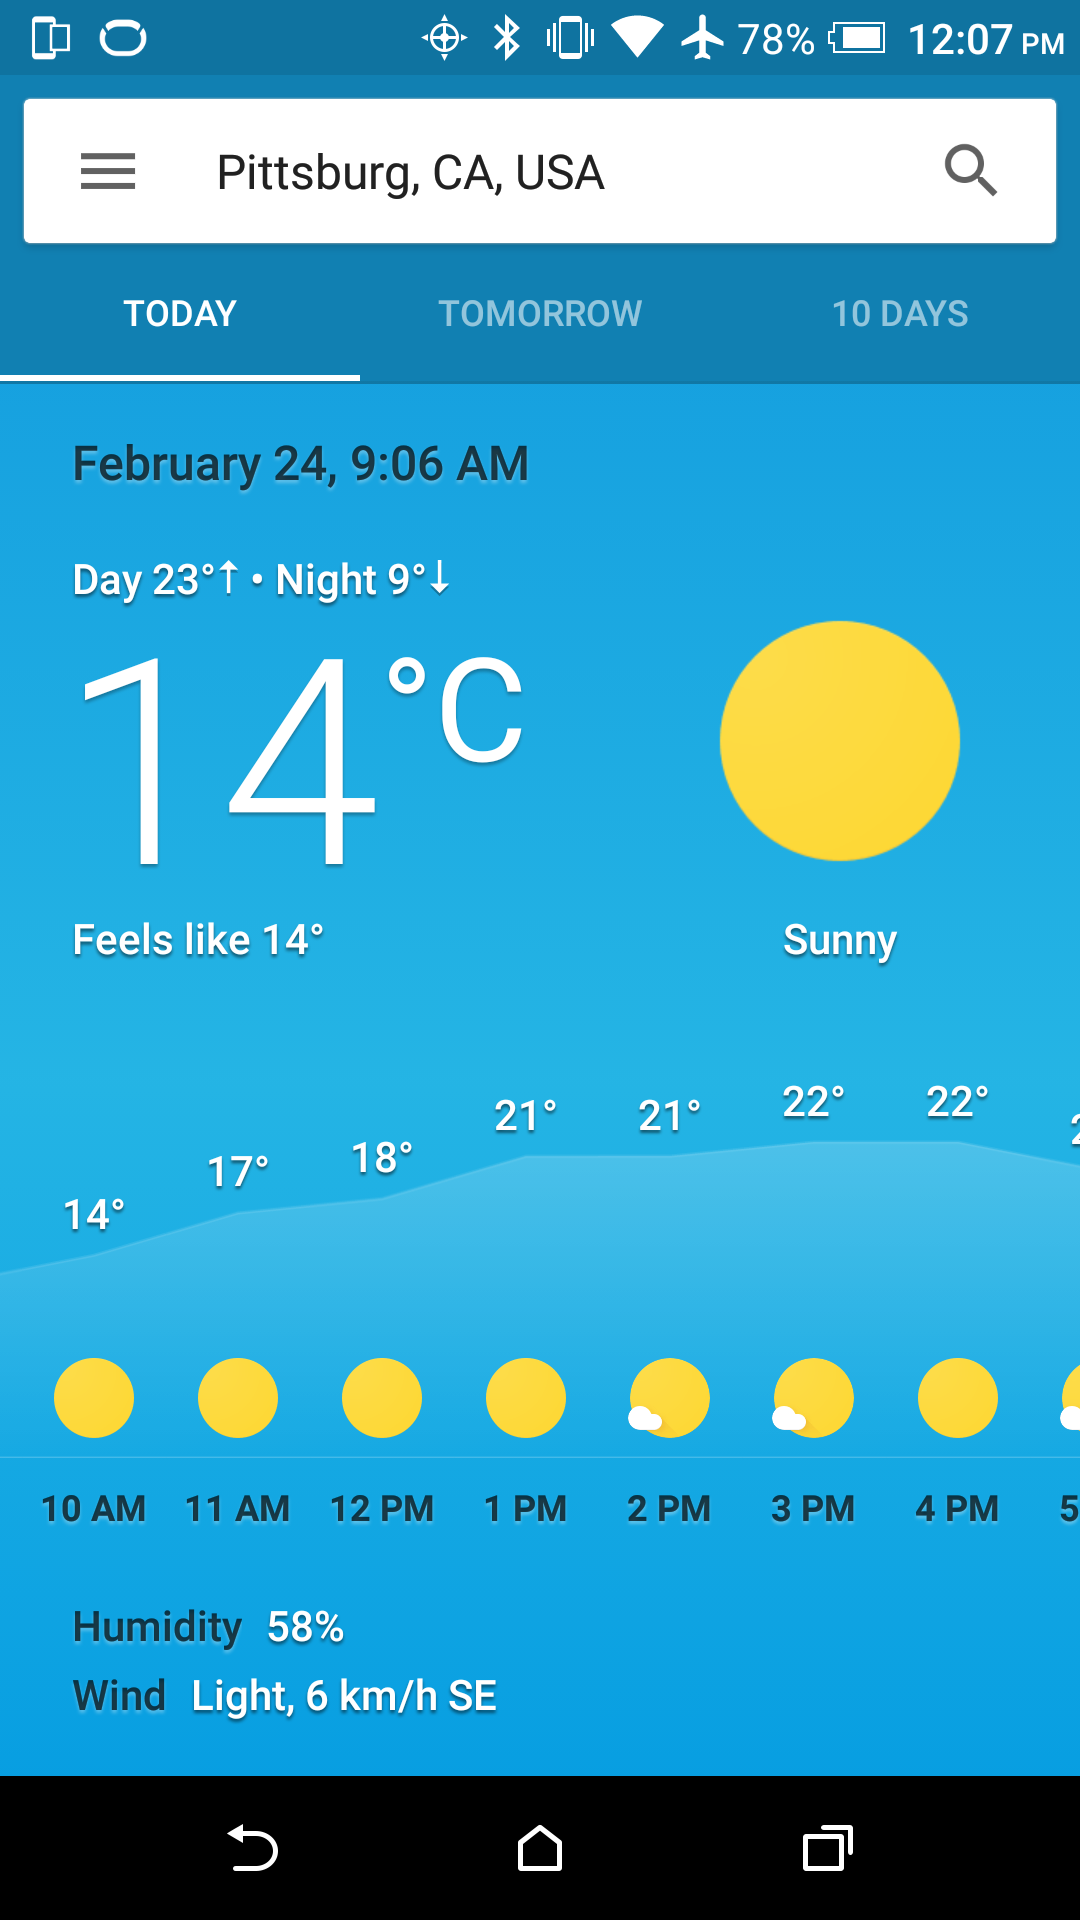 78% 12:07 PM
Pittsburg, CA, USA
TODAY TOMORROW 10 DAYS
February 24, 9:06 AM
Day 23°↑ • Night 9°↓
14°C
Feels like 14° Sunny
14° 17° 18° 21° 21° 22° 22°
10 AM 11 AM 12 PM 1 PM 2 PM 3 PM 4 PM 5
Humidity 58%
Wind Light, 6 km/h SE